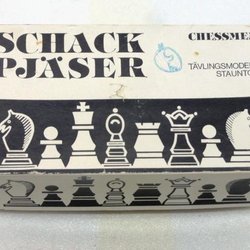 SCHACK
PJÄSER
CHESSME
TÄVLINGSMODE
STAUNTO